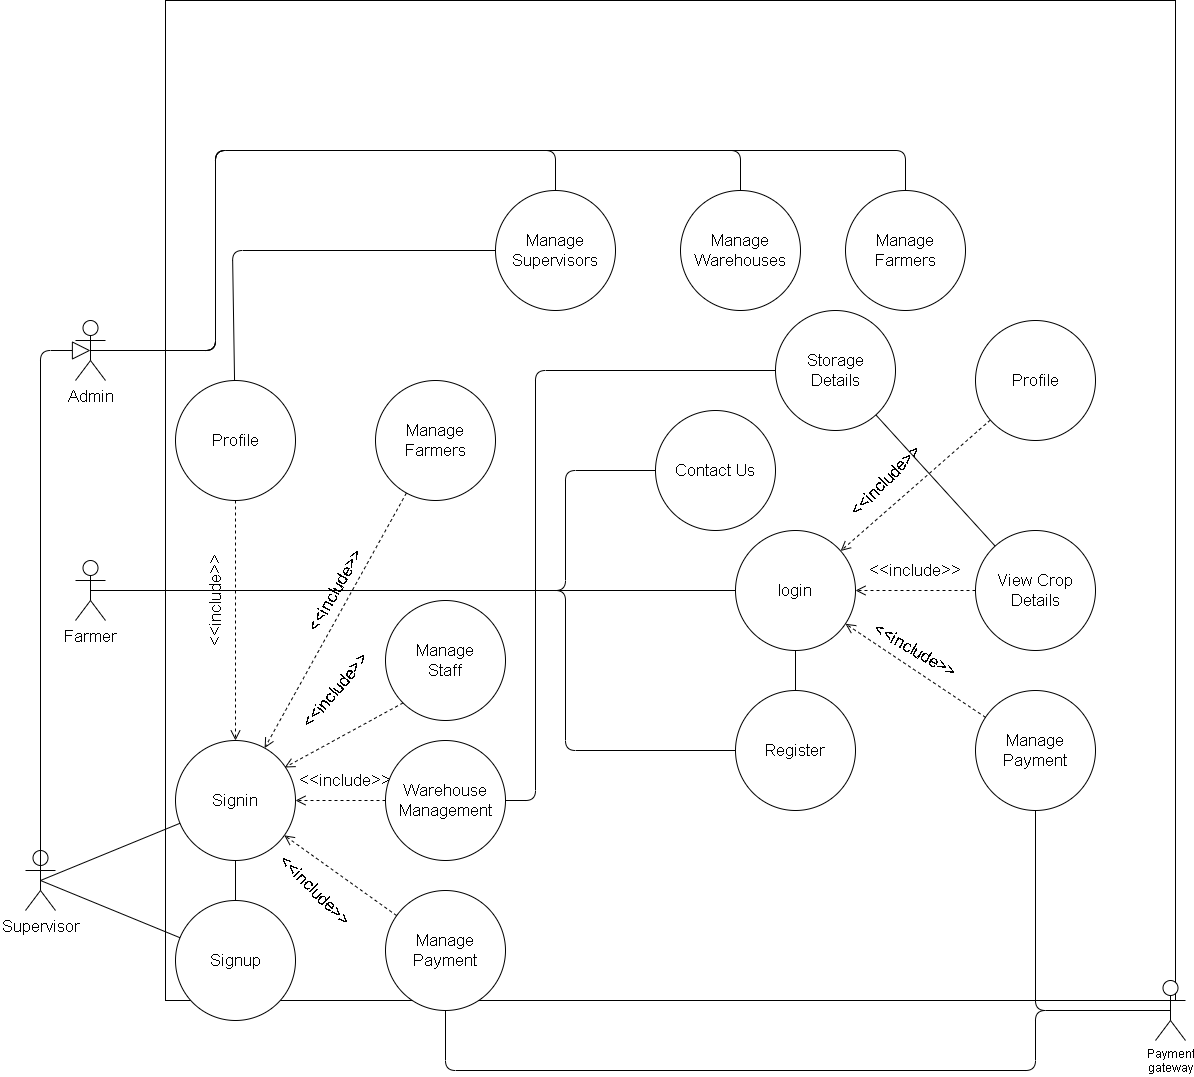 Manage
Supervisors
Manage
Warehouses
Manage
Farmers
Storage
Details
Profile
Admin
Profile
Manage
Farmers
Contact Us
<<include>>
<<include>>
<<include>>
login
<<include>>
View Crop
Details
Farmer
Manage
Staff
<<include>>
<<include>>
Register
Manage
Payment
Signin
<<include>>
Warehouse
Management
<<include>>
Supervisor
Signup
Manage
Payment
Payment
gateway